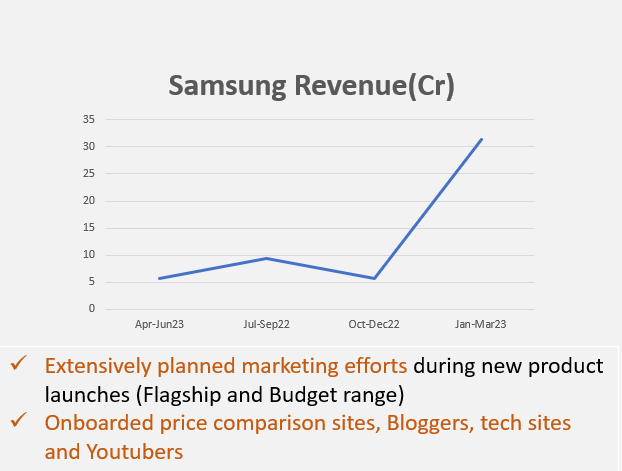 Samsung Revenue(Cr)
35
30
25
20
15
10
5
0
Apr-Jun23 Jul-Sep22 Oct-Dec22 Jan-Mar23
✓ Extensively planned marketing efforts during new product
launches (Flagship and Budget range)
✓ Onboarded price comparison sites, Bloggers, tech sites
and Youtubers